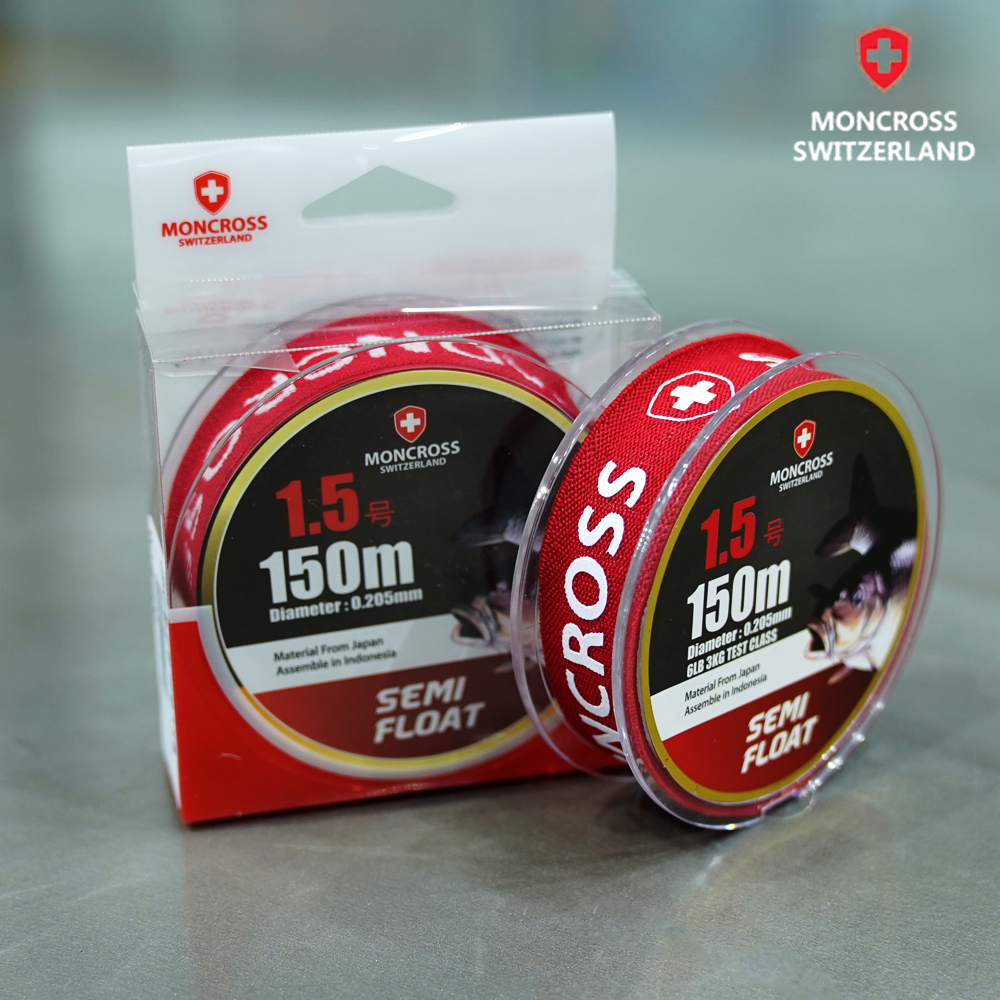 MONCROSS
SWITZERLAND
MONCROSS
SWITZERLAND
MONCROSS
SWITZERLAND
1.5号
150m
Diameter : 0.205mm
Material From Japan
Assemble in Indonesia
SEMI
FLOAT
NCROSS
MONCROSS
SWITZERLAND
1.5号
150m
Diameter : 0.205mm
6LB 3KG TEST CLASS
Material From Japan
Assemble in Indonesia
SEMI
FLOAT